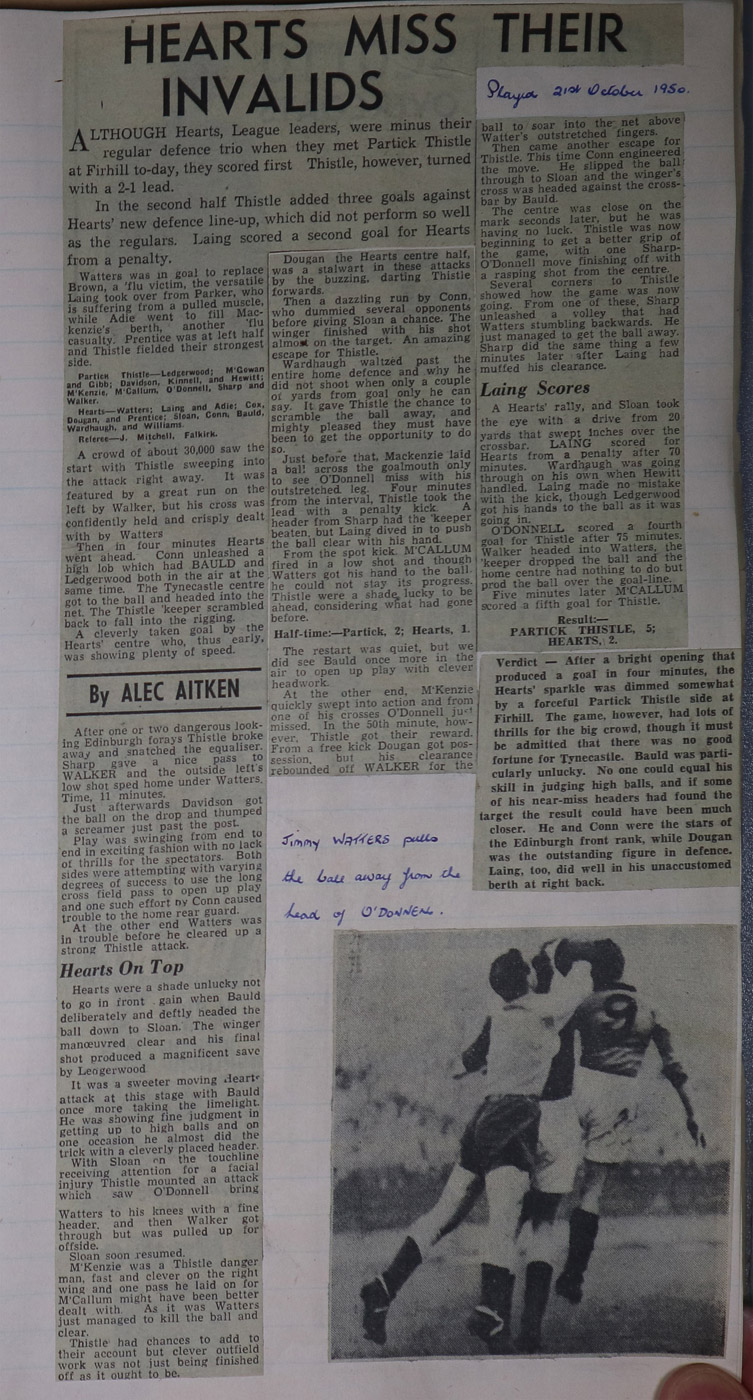 HEARTS MISS THEIR
INVALIDS
Played 21st October 1950.
ALTHOUGH Hearts, League leaders, were minus their
regular defence trio when they met Partick Thistle
at Firhill to-day, they scored first Thistle, however, turned
with a 2-1 lead.
In the second half Thistle added three goals against
Hearts' new defence line-up, which did not perform so well
as the regulars. Laing scored a second goal for Hearts
from a penalty.
Watters was in goal to replace
Brown, a 'flu victim, the versatile
Laing took over from Parker, who
is suffering from a pulled muscle,
while Adie went to fill Mac-
kenzie's berth, another 'flu
casualty. Prentice was at left half
and Thistle fielded their strongest
side.
Partick Thistle—Ledgerwood; M'Gowan
and Gibb; Davidson, Kinnell, and Hewitt;
M'Kenzie, M'Callum, O'Donnell, Sharp and
Walker.
Hearts—Watters; Laing and Adie; Cox,
Dougan, and Prentice; Sloan, Conn, Bauld,
Wardhaugh, and Williams.
Referee—J. Mitchell, Falkirk.
A crowd of about 30,000 saw the
start with Thistle sweeping into
the attack right away. It was
featured by a great run on the
left by Walker, but his cross was
confidently held and crisply dealt
with by Watters
Then in four minutes Hearts
went ahead. Conn unleashed a
high lob which had BAULD and
Ledgerwood both in the air at the
same time. The Tynecastle centre
got to the ball and headed into the
net. The Thistle 'keeper scrambled
back to fall into the rigging.
A cleverly taken goal by the
Hearts' centre who, thus early,
was showing plenty of speed.
By ALEC AITKEN
After one or two dangerous look-
ing Edinburgh forays Thistle broke
away and snatched the equaliser.
Sharp gave a nice pass to
WALKER and the outside left's
low shot sped home under Watters.
Time, 11 minutes.
Just afterwards Davidson got
the ball on the drop and thumped
a screamer just past the post.
Play was swinging from end to
end in exciting fashion with no lack
of thrills for the spectators. Both
sides were attempting with varying
degrees of success to use the long
cross field pass to open up play
and one such effort by Conn caused
trouble to the home rear guard.
At the other end Watters was
in trouble before he cleared up a
strong Thistle attack.
Hearts On Top
Hearts were a shade unlucky not
to go in front gain when Bauld
deliberately and deftly headed the
ball down to Sloan. The winger
manœuvred clear and his final
shot produced a magnificent save
by Leagerwood
It was a sweeter moving Heart
attack at this stage with Bauld
once more taking the limelight.
He was showing fine judgment in
getting up to high balls and on
one occasion he almost did the
trick with a cleverly placed header.
With Sloan on the touchline
receiving attention for a facial
injury Thistle mounted an attack
which saw O'Donnell bring
Watters to his knees with a fine
header, and then Walker got
through but was pulled up for
offside.
Sloan soon resumed.
M'Kenzie was a Thistle danger
man, fast and clever on the right
wing and one pass he laid on for
M'Callum might have been better
dealt with. As it was Watters
just managed to kill the ball and
clear.
Thistle had chances to add to
their account but clever outfield
work was not just being finished
off as it ought to be.
Dougan the Hearts centre half,
was a stalwart in these attacks
by the buzzing, darting Thistle
forwards.
Then a dazzling run by Conn,
who dummied several opponents
before giving Sloan a chance. The
winger finished with his shot
almost on the target. An amazing
escape for Thistle.
Wardhaugh waltzed past the
entire home defence and why he
did not shoot when only a couple
of yards from goal only he can
say. It gave Thistle the chance to
scramble the ball away, and
mighty pleased they must have
been to get the opportunity to do
so.
Just before that, Mackenzie laid
a ball across the goalmouth only
to see O'Donnell miss with his
outstretched leg. Four minutes
from the interval, Thistle took the
lead with a penalty kick. A
header from Sharp had the 'keeper
beaten, but Laing dived in to push
the ball clear with his hand.
From the spot kick, M'CALLUM
fired in a low shot and though
Watters got his hand to the ball,
he could not stay its progress.
Thistle were a shade lucky to be
ahead, considering what had gone
before.
Half-time:—Partick, 2; Hearts, 1.
The restart was quiet, but we
did see Bauld once more in the
air to open up play with clever
headwork.
At the other end, M'Kenzie
quickly swept into action and from
one of his crosses O'Donnell just
missed. In the 50th minute, how-
ever, Thistle got their reward.
From a free kick Dougan got pos-
session, but his clearance
rebounded off WALKER for the
ball to soar into the net above
Watter's outstretched fingers.
Then came another escape for
Thistle. This time Conn engineered
the move. He slipped the ball
through to Sloan and the winger's
cross was headed against the cross-
bar by Bauld.
The centre was close on the
mark seconds later, but he was
having no luck. Thistle was now
beginning to get a better grip of
the game, with one Sharp-
O'Donnell move finishing off with
a rasping shot from the centre.
Several corners to Thistle
showed how the game was now
going. From one of these, Sharp
unleashed a volley that had
Watters stumbling backwards. He
just managed to get the ball away.
Sharp did the same thing a few
minutes later after Laing had
muffed his clearance.
Laing Scores
A Hearts' rally, and Sloan took
the eye with a drive from 20
yards that swept inches over the
crossbar. LAING scored for
Hearts from a penalty after 70
minutes. Wardhaugh was going
through on his own when Hewitt
handled. Laing made no mistake
with the kick, though Ledgerwood
got his hands to the ball as it was
going in.
O'DONNELL scored a fourth
goal for Thistle after 75 minutes.
Walker headed into Watters, the
'keeper dropped the ball and the
home centre had nothing to do but
prod the ball over the goal-line.
Five minutes later M'CALLUM
scored a fifth goal for Thistle.
Result:—
PARTICK THISTLE, 5;
HEARTS, 2.
Verdict — After a bright opening that
produced a goal in four minutes, the
Hearts' sparkle was dimmed somewhat
by a forceful Partick Thistle side at
Firhill. The game, however, had lots of
thrills for the big crowd, though it must
be admitted that there was no good
fortune for Tynecastle. Bauld was parti-
cularly unlucky. No one could equal his
skill in judging high balls, and if some
of his near-miss headers had found the
target the result could have been much
closer. He and Conn were the stars of
the Edinburgh front rank, while Dougan
was the outstanding figure in defence.
Laing, too, did well in his unaccustomed
berth at right back.
Jimmy WATTERS pulls
the ball away from the
head of O'DONNELL.
9